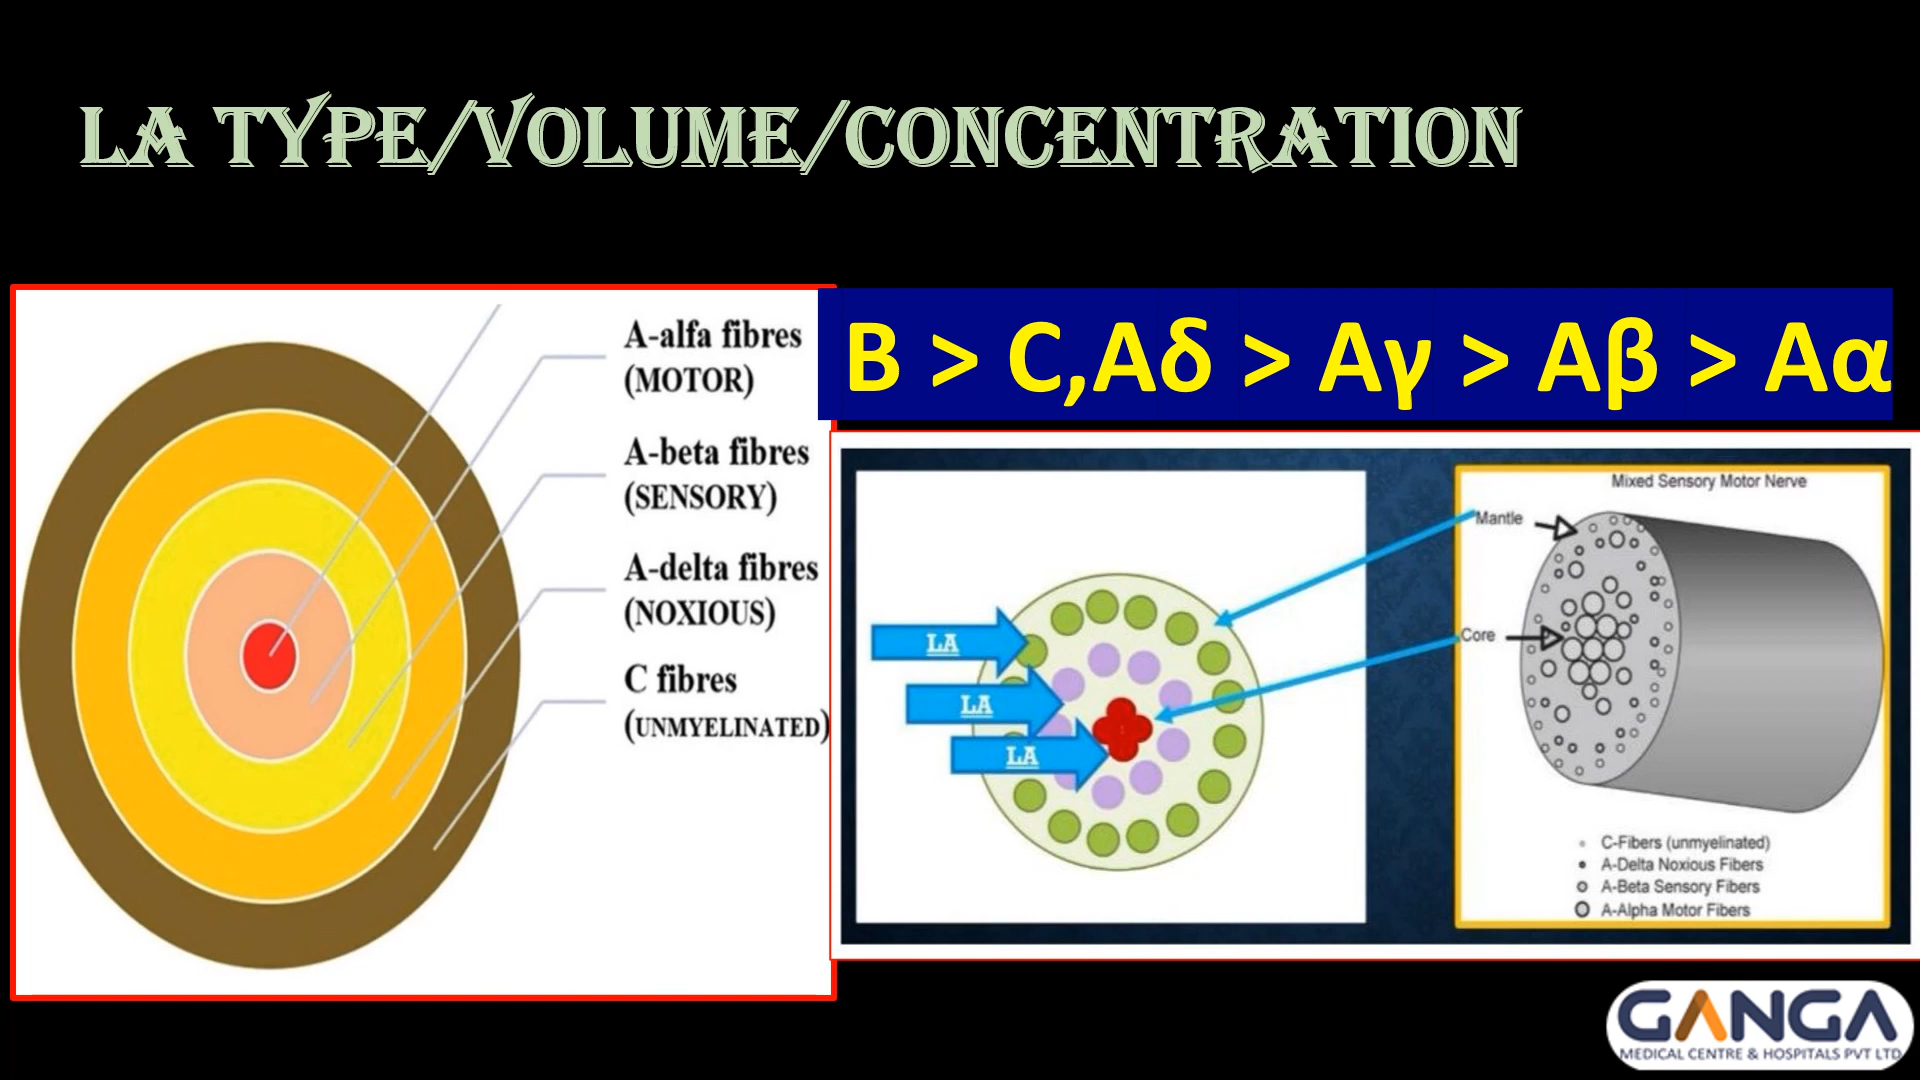 LA TYPE/VOLUME/CONCENTRATION
A-alfa fibres
(MOTOR)
A-beta fibres
(SENSORY)
A-delta fibres
(NOXIOUS)
C fibres
(UNMYELINATED)
B > C,Aδ > Aγ > Aβ > Aα
LA
LA
LA
Mixed Sensory Motor Nerve
Mantle
Core
C-Fibers (unmyelinated)
A-Delta Noxious Fibers
A-Beta Sensory Fibers
A-Alpha Motor Fibers
GANGA
MEDICAL CENTRE & HOSPITALS PVT LTD